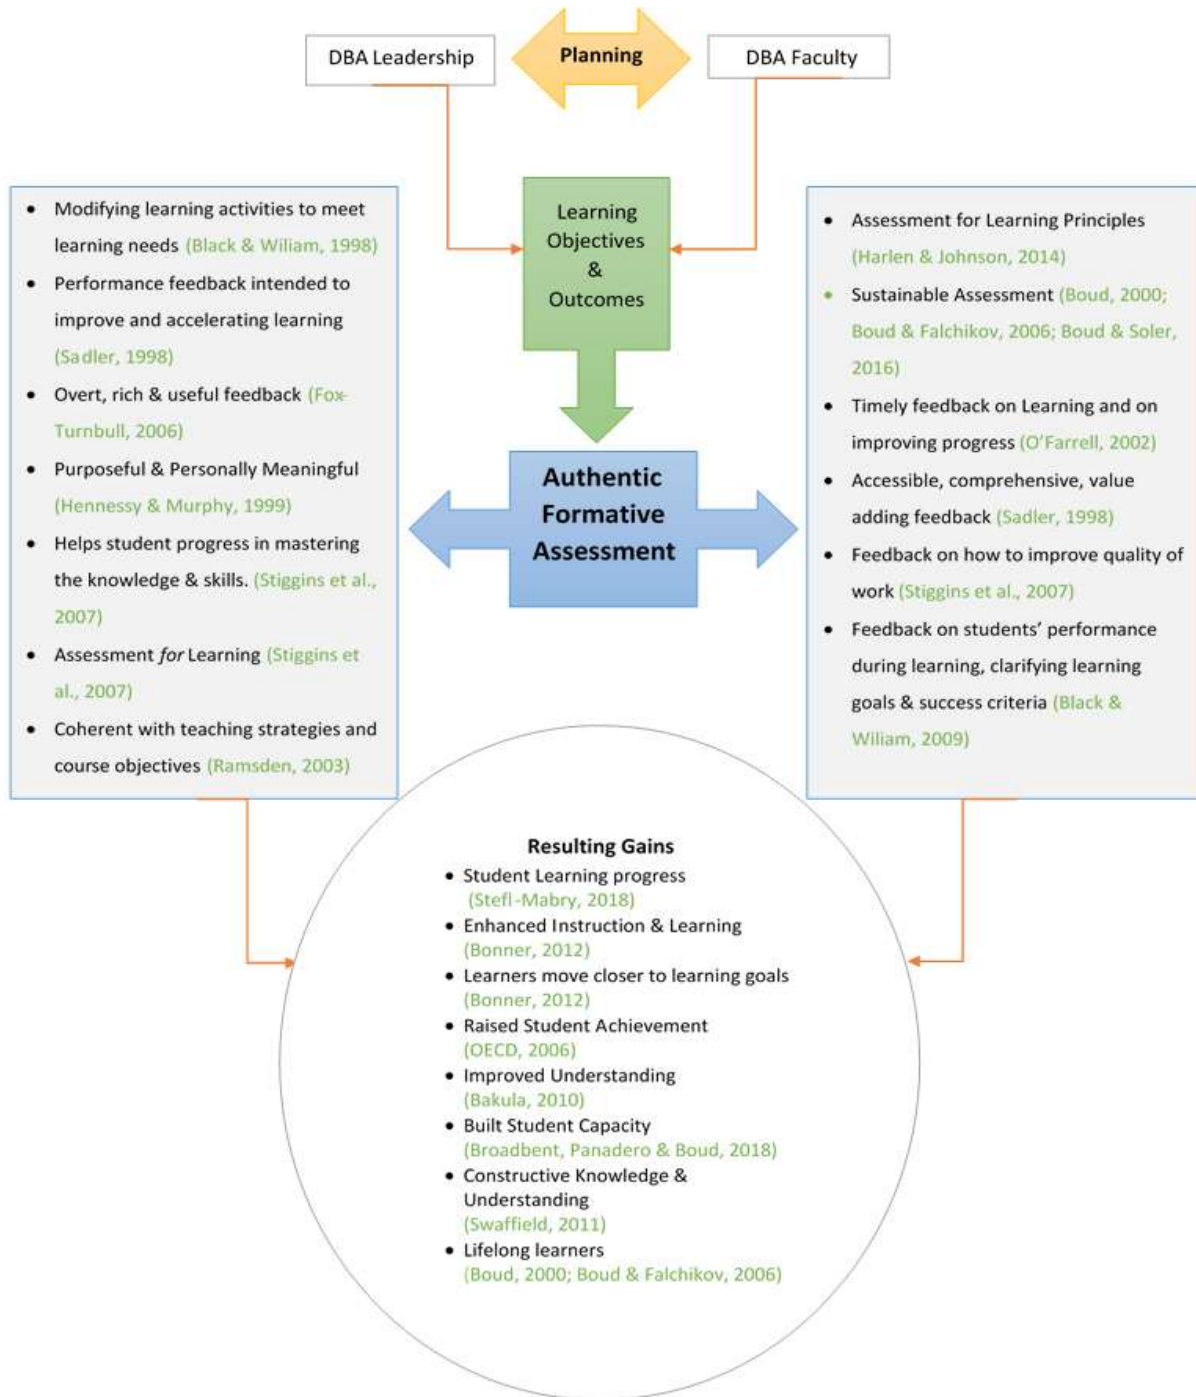 DBA Leadership
Planning
DBA Faculty
Learning
Objectives
&
Outcomes
• Modifying learning activities to meet
learning needs (Black & Wiliam, 1998)
• Performance feedback intended to
improve and accelerating learning
(Sadler, 1998)
• Overt, rich & useful feedback (Fox-
Turnbull, 2006)
• Purposeful & Personally Meaningful
(Hennessy & Murphy, 1999)
• Helps student progress in mastering
the knowledge & skills. (Stiggins et al.,
2007)
• Assessment for Learning (Stiggins et
al., 2007)
• Coherent with teaching strategies and
course objectives (Ramsden, 2003)
Authentic
Formative
Assessment
• Assessment for Learning Principles
(Harlen & Johnson, 2014)
• Sustainable Assessment (Boud, 2000;
Boud & Falchikov, 2006; Boud & Soler,
2016)
• Timely feedback on Learning and on
improving progress (O’Farrell, 2002)
• Accessible, comprehensive, value
adding feedback (Sadler, 1998)
• Feedback on how to improve quality of
work (Stiggins et al., 2007)
• Feedback on students’ performance
during learning, clarifying learning
goals & success criteria (Black &
Wiliam, 2009)
Resulting Gains
• Student Learning progress
(Stefl-Mabry, 2018)
• Enhanced Instruction & Learning
(Bonner, 2012)
• Learners move closer to learning goals
(Bonner, 2012)
• Raised Student Achievement
(OECD, 2006)
• Improved Understanding
(Bakula, 2010)
• Built Student Capacity
(Broadbent, Panadero & Boud, 2018)
• Constructive Knowledge &
Understanding
(Swaffield, 2011)
• Lifelong learners
(Boud, 2000; Boud & Falchikov, 2006)